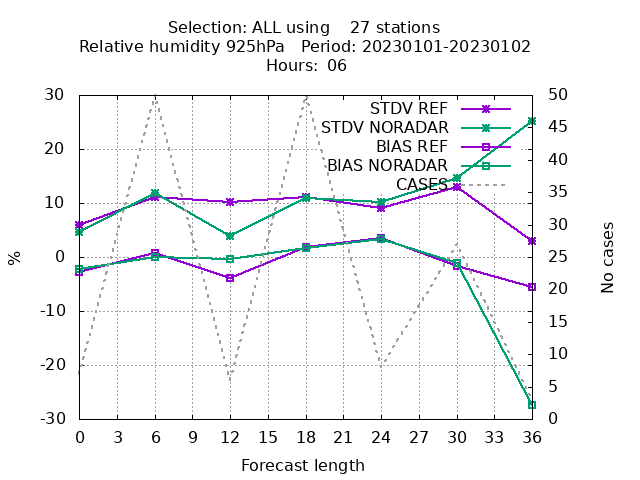 Selection: ALL using    27 stations
Relative humidity 925hPa   Period: 20230101-20230102
Hours: 06
STDV REF
STDV NORADAR
BIAS REF
BIAS NORADAR
CASES
30
20
10
0
-10
-20
-30
%
50
45
40
35
30
25
20
15
10
5
0
No cases
0 3 6 9 12 15 18 21 24 27 30 33 36
Forecast length